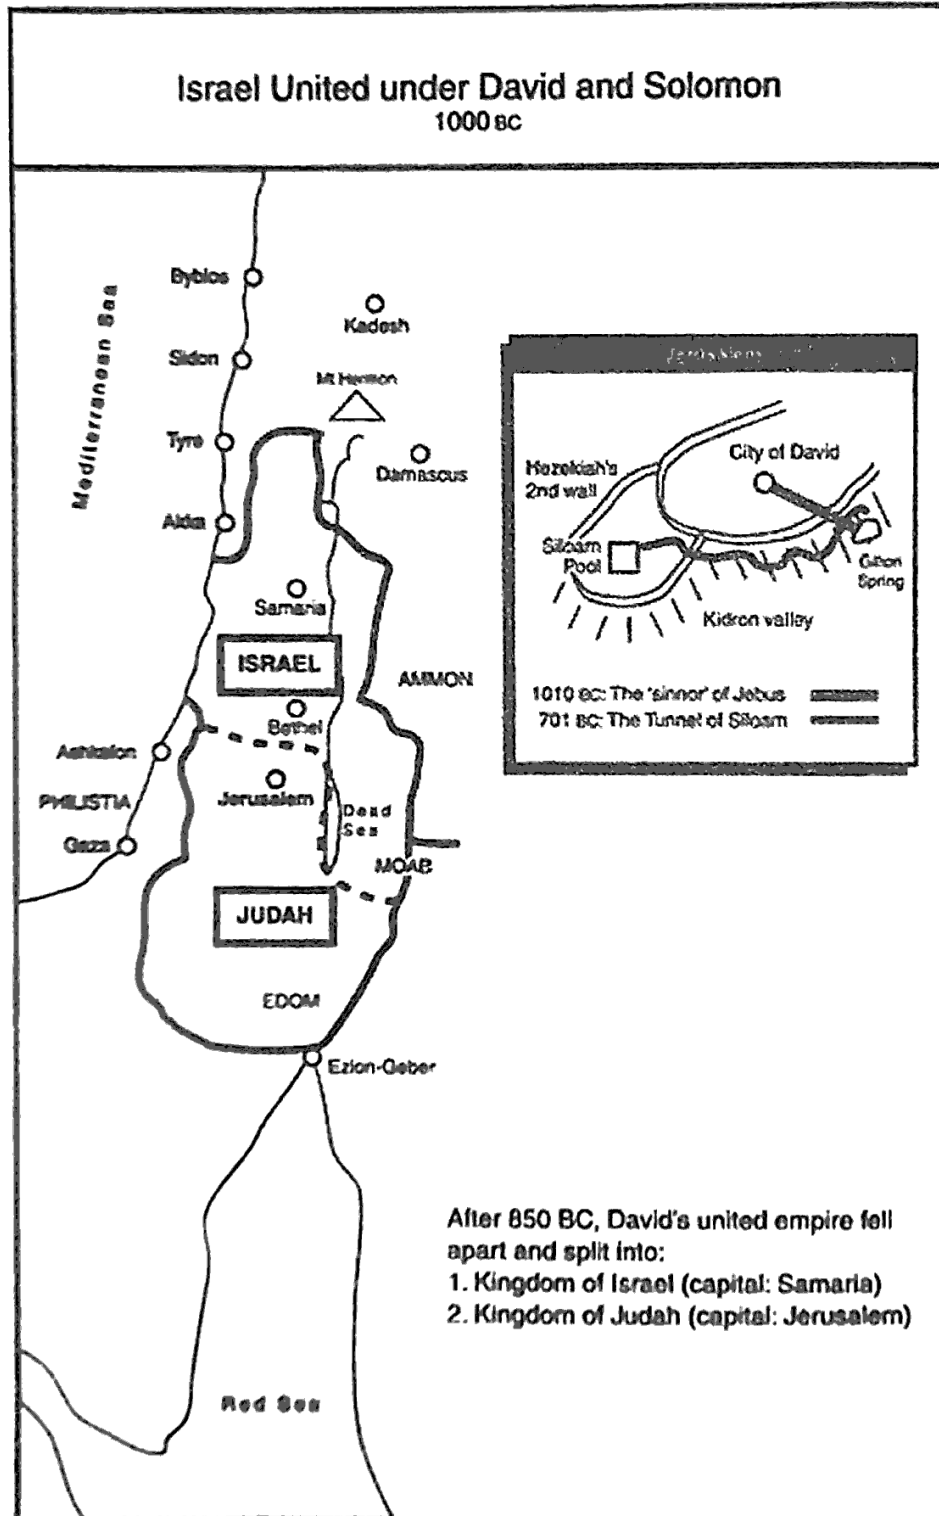 Israel United under David and Solomon
1000 BC
Mediterranean Sea
Byblos
Kadesh
Sidon
Mt Hermon
Tyre
Damascus
Akko
Samaria
ISRAEL
AMMON
Bethel
Ashkalon
Jerusalem
PHILISTIA
Dead
Sea
Gaza
MOAB
JUDAH
EDOM
Ezion-Geber
Red Sea
Jerusalem
Hezekiah's
2nd wall
City of David
Siloam
Pool
Gihon
Spring
Kidron valley
1010 BC: The 'sinnor' of Jebus
701 BC: The Tunnel of Siloam
After 850 BC, David's united empire fell
apart and split into:
1. Kingdom of Israel (capital: Samaria)
2. Kingdom of Judah (capital: Jerusalem)